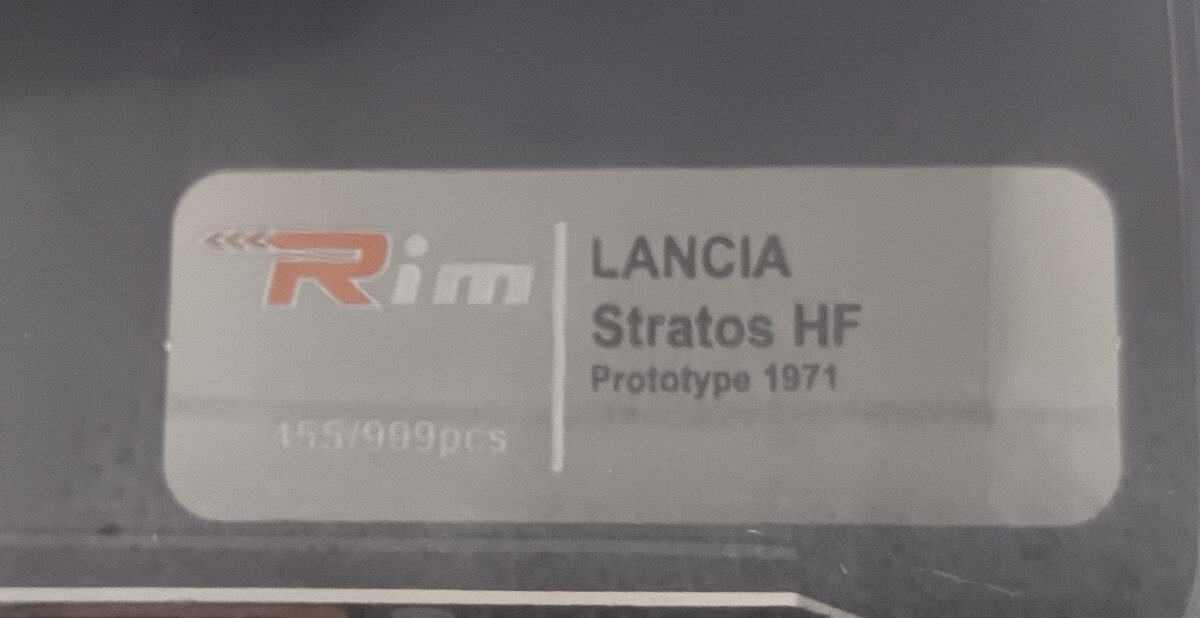 Rim
455/999pcs
LANCIA
Stratos HF
Prototype 1971